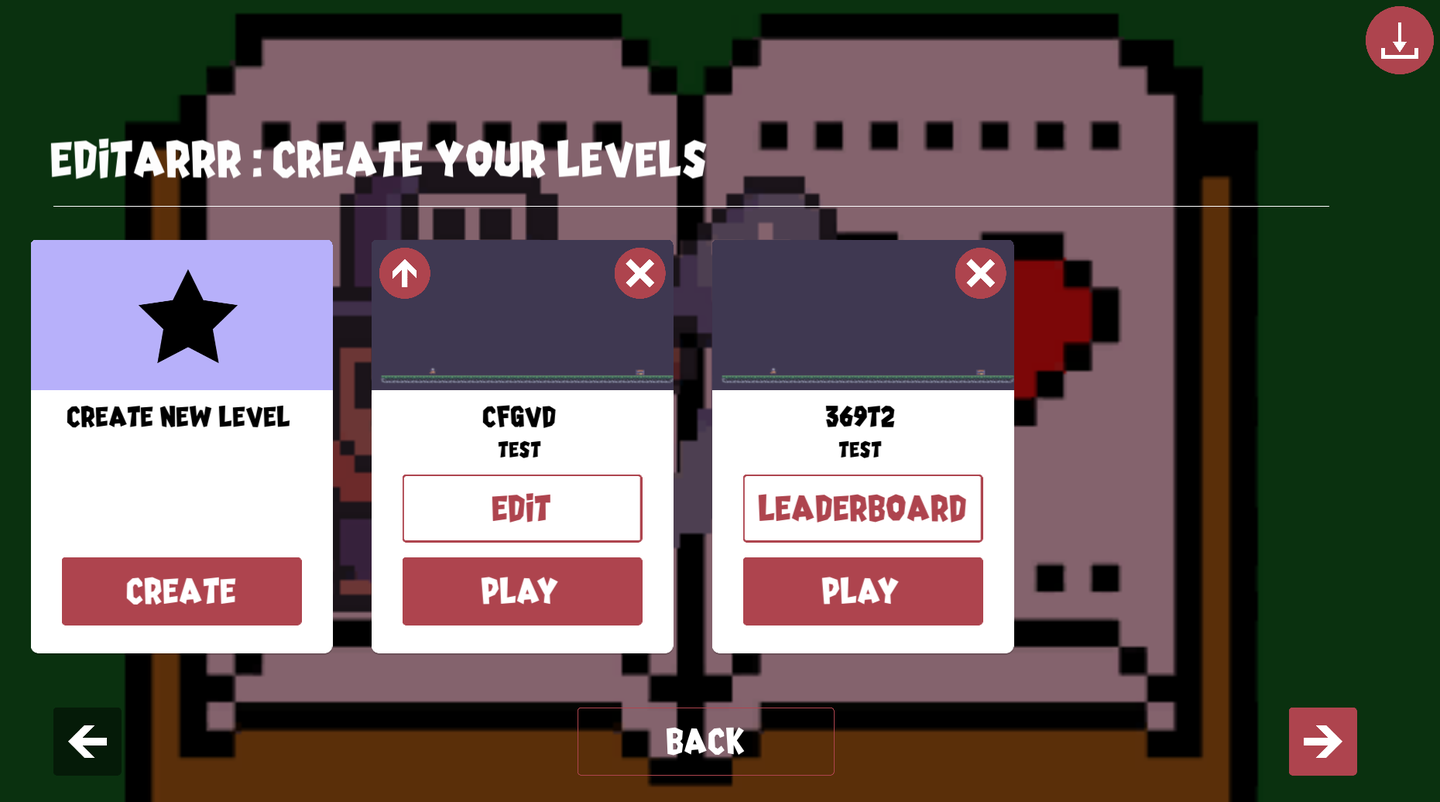 EDiTARRR : CREATE YOUR LEVELS
CREATE NEW LEVEL
CREATE
CFGVD
TEST
EDiT
PLAY
369T2
TEST
LEADERBOARD
PLAY
BACK